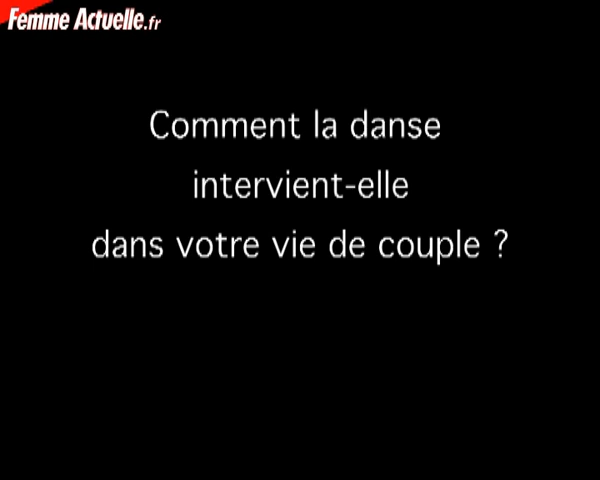 Femme Actuelle.fr
Comment la danse
intervient-elle
dans votre vie de couple ?